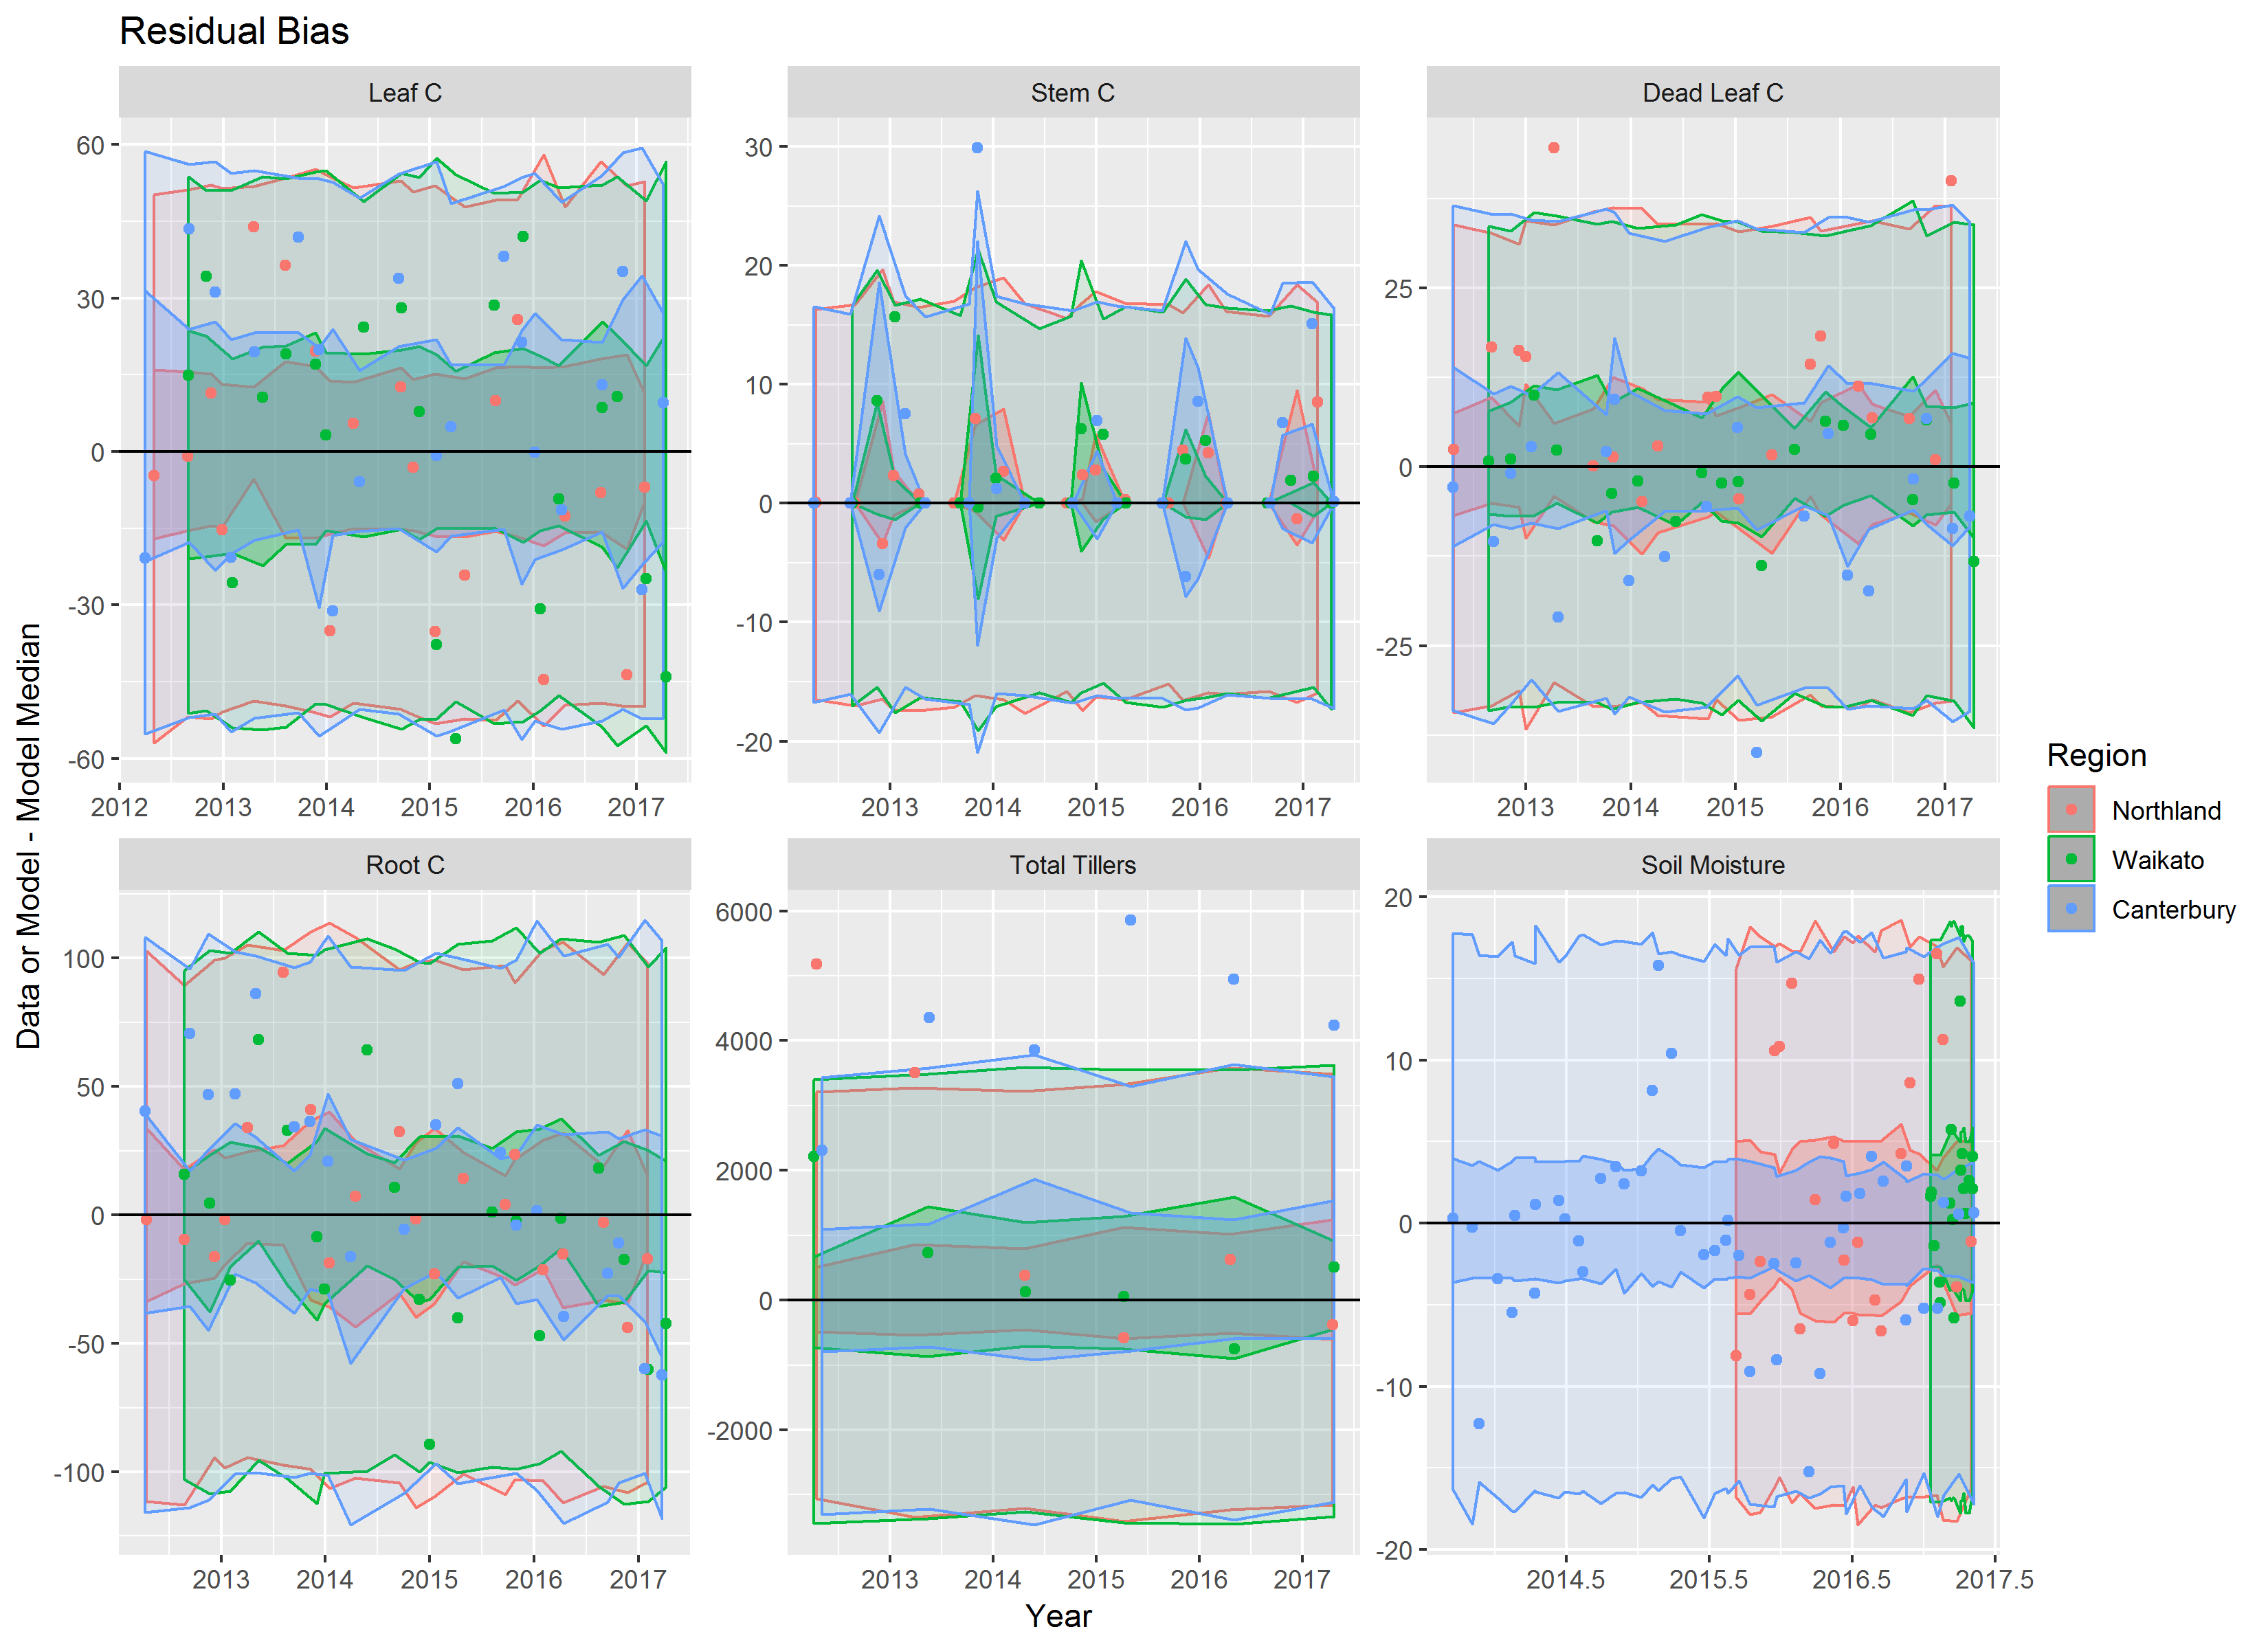 Residual Bias
Leaf C
Stem C
Dead Leaf C
60
30
0
-30
-60
30
20
10
0
-10
-20
25
0
-25
2012 2013 2014 2015 2016 2017
2013 2014 2015 2016 2017
2013 2014 2015 2016 2017
Data or Model - Model Median
Root C
Total Tillers
Soil Moisture
100
50
0
-50
-100
6000
4000
2000
0
-2000
20
10
0
-10
-20
2013 2014 2015 2016 2017
2013 2014 2015 2016 2017
2014.5 2015.5 2016.5 2017.5
Year
Region
Northland
Waikato
Canterbury